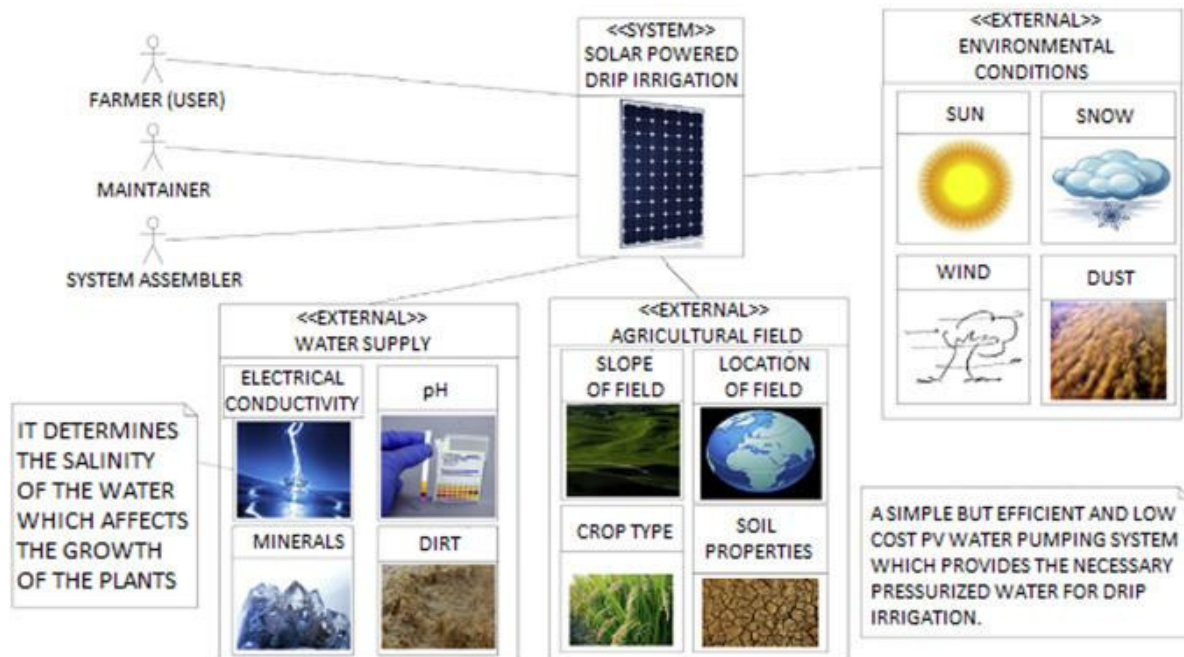 <<SYSTEM>>
SOLAR POWERED
DRIP IRRIGATION
FARMER (USER)
MAINTAINER
SYSTEM ASSEMBLER
<<EXTERNAL>>
ENVIRONMENTAL
CONDITIONS
SUN
SNOW
WIND
DUST
<<EXTERNAL>>
WATER SUPPLY
ELECTRICAL
CONDUCTIVITY
pH
MINERALS
DIRT
IT DETERMINES
THE SALINITY
OF THE WATER
WHICH AFFECTS
THE GROWTH
OF THE PLANTS
<<EXTERNAL>>
AGRICULTURAL FIELD
SLOPE
OF FIELD
LOCATION
OF FIELD
CROP TYPE
SOIL
PROPERTIES
A SIMPLE BUT EFFICIENT AND LOW
COST PV WATER PUMPING SYSTEM
WHICH PROVIDES THE NECESSARY
PRESSURIZED WATER FOR DRIP
IRRIGATION.